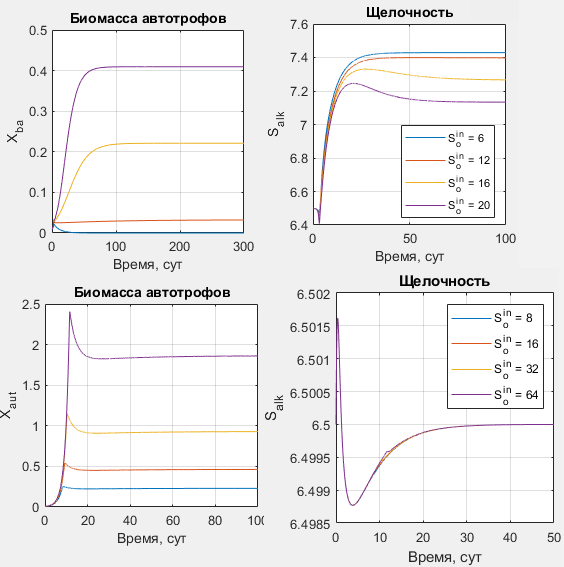 Биомасса автотрофов
0.5
0.4
0.3
0.2
0.1
0
X_ba
0 100 200 300
Время, сут
Щелочность
7.6
7.4
7.2
7
6.8
6.6
6.4
S_alk
S_o^in = 6
S_o^in = 12
S_o^in = 16
S_o^in = 20
0 50 100
Время, сут
Биомасса автотрофов
2.5
2
1.5
1
0.5
0
X_aut
0 20 40 60 80 100
Время, сут
Щелочность
6.502
6.5015
6.501
6.5005
6.5
6.4995
6.499
6.4985
S_alk
S_o^in = 8
S_o^in = 16
S_o^in = 32
S_o^in = 64
0 10 20 30 40 50
Время, сут